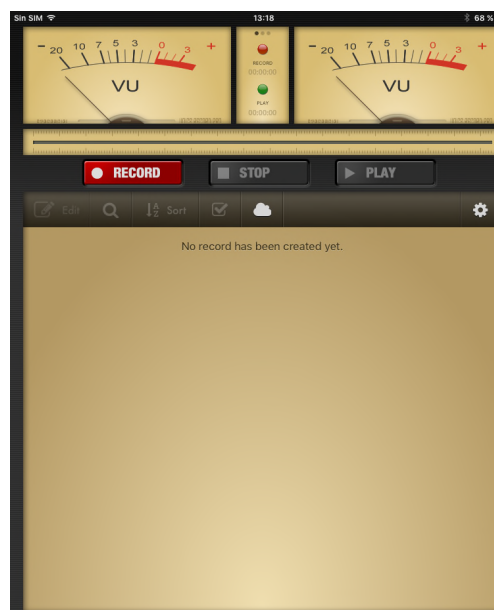 Sin SIM 13:18 68 %
- 20 10 7 5 3 0 3 +
VU
RECORD
00:00:00
PLAY
00:00:00
- 20 10 7 5 3 0 3 +
VU
RECORD STOP PLAY
Edit Sort
No record has been created yet.